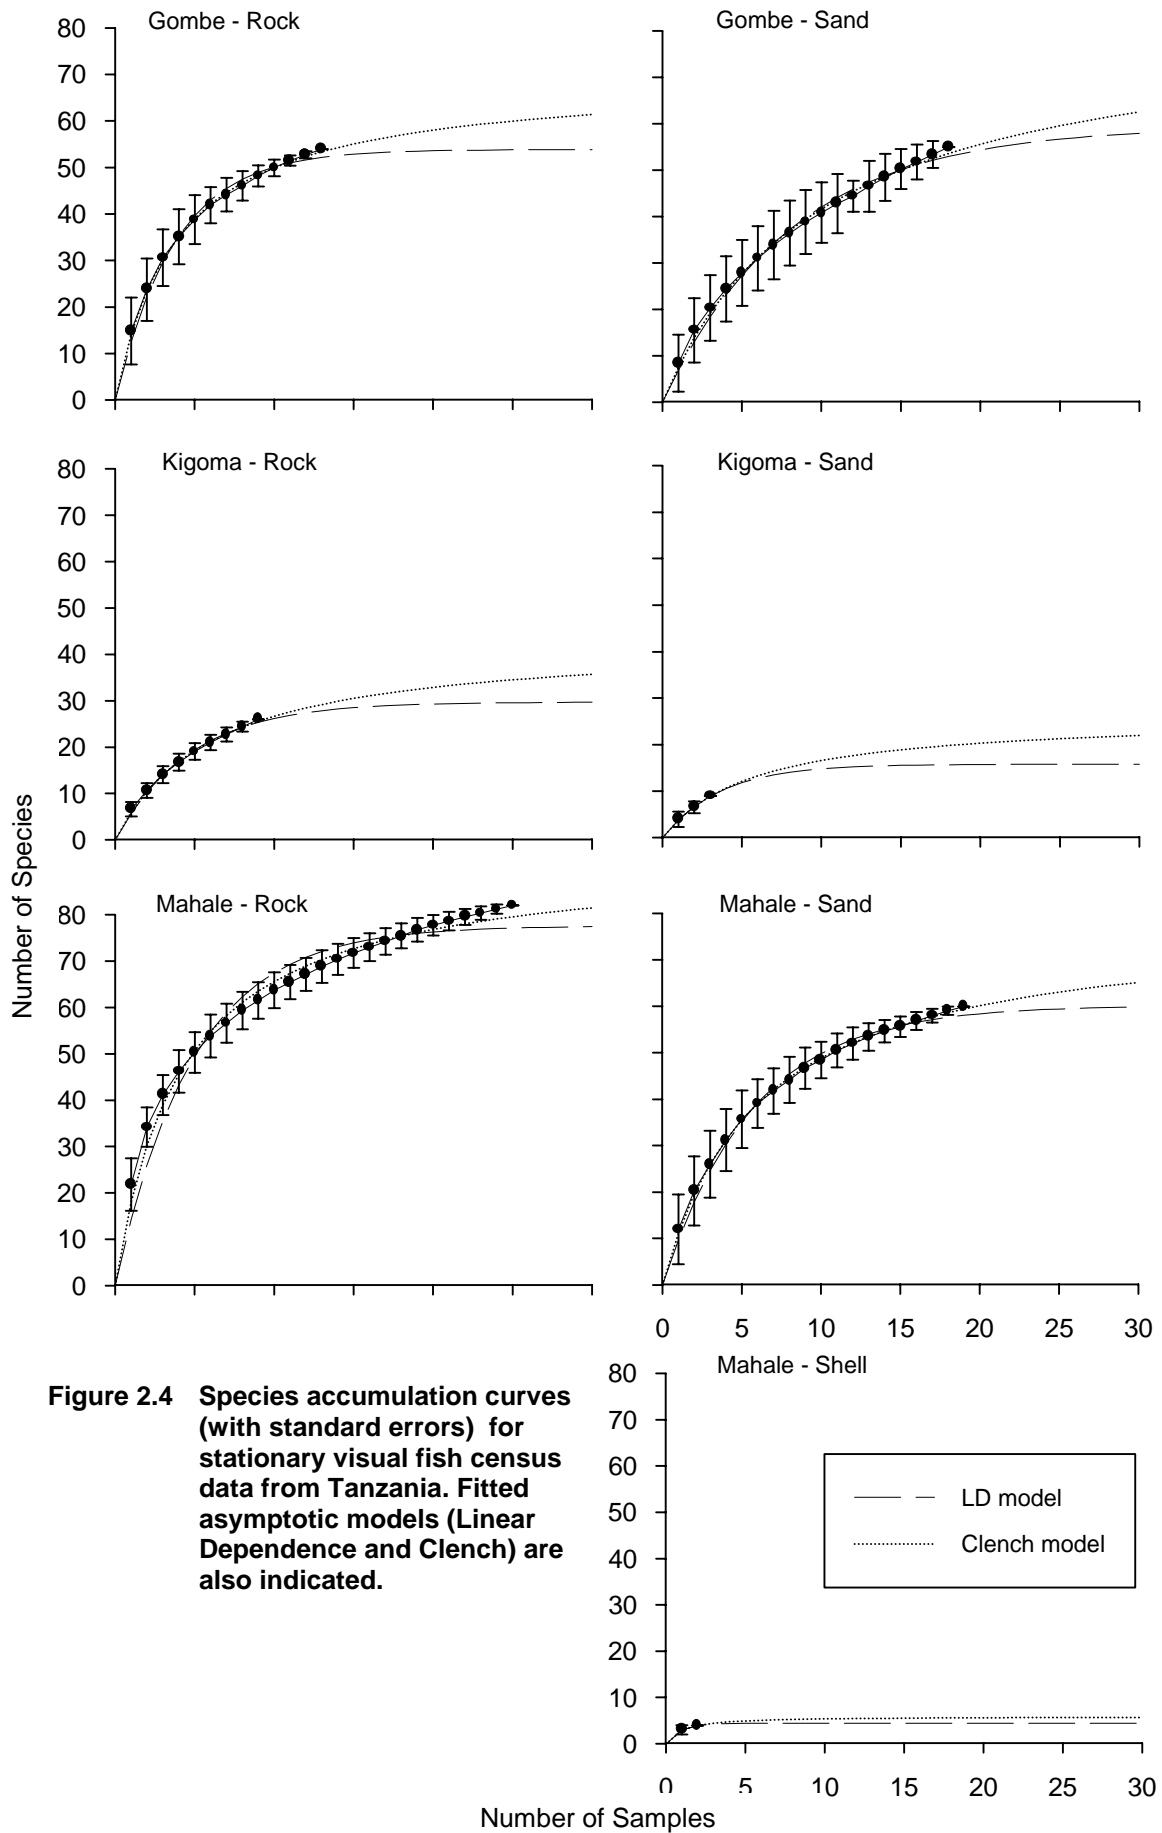 Gombe - Rock
80
70
60
50
40
30
20
10
0
Gombe - Sand
Kigoma - Rock
80
70
60
50
40
30
20
10
0
Kigoma - Sand
Number of Species
Mahale - Rock
80
70
60
50
40
30
20
10
0
Mahale - Sand
0 5 10 15 20 25 30
Figure 2.4 Species accumulation curves
(with standard errors) for
stationary visual fish census
data from Tanzania. Fitted
asymptotic models (Linear
Dependence and Clench) are
also indicated.
Mahale - Shell
80
70
60
50
40
30
20
10
0
LD model
Clench model
0 5 10 15 20 25 30
Number of Samples